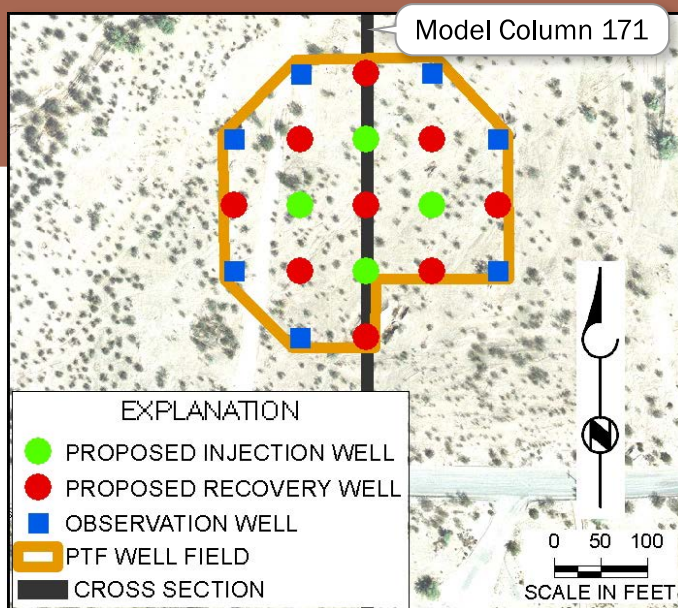 Model Column 171
EXPLANATION
PROPOSED INJECTION WELL
PROPOSED RECOVERY WELL
OBSERVATION WELL
PTF WELL FIELD
CROSS SECTION
N
0 50 100
SCALE IN FEET